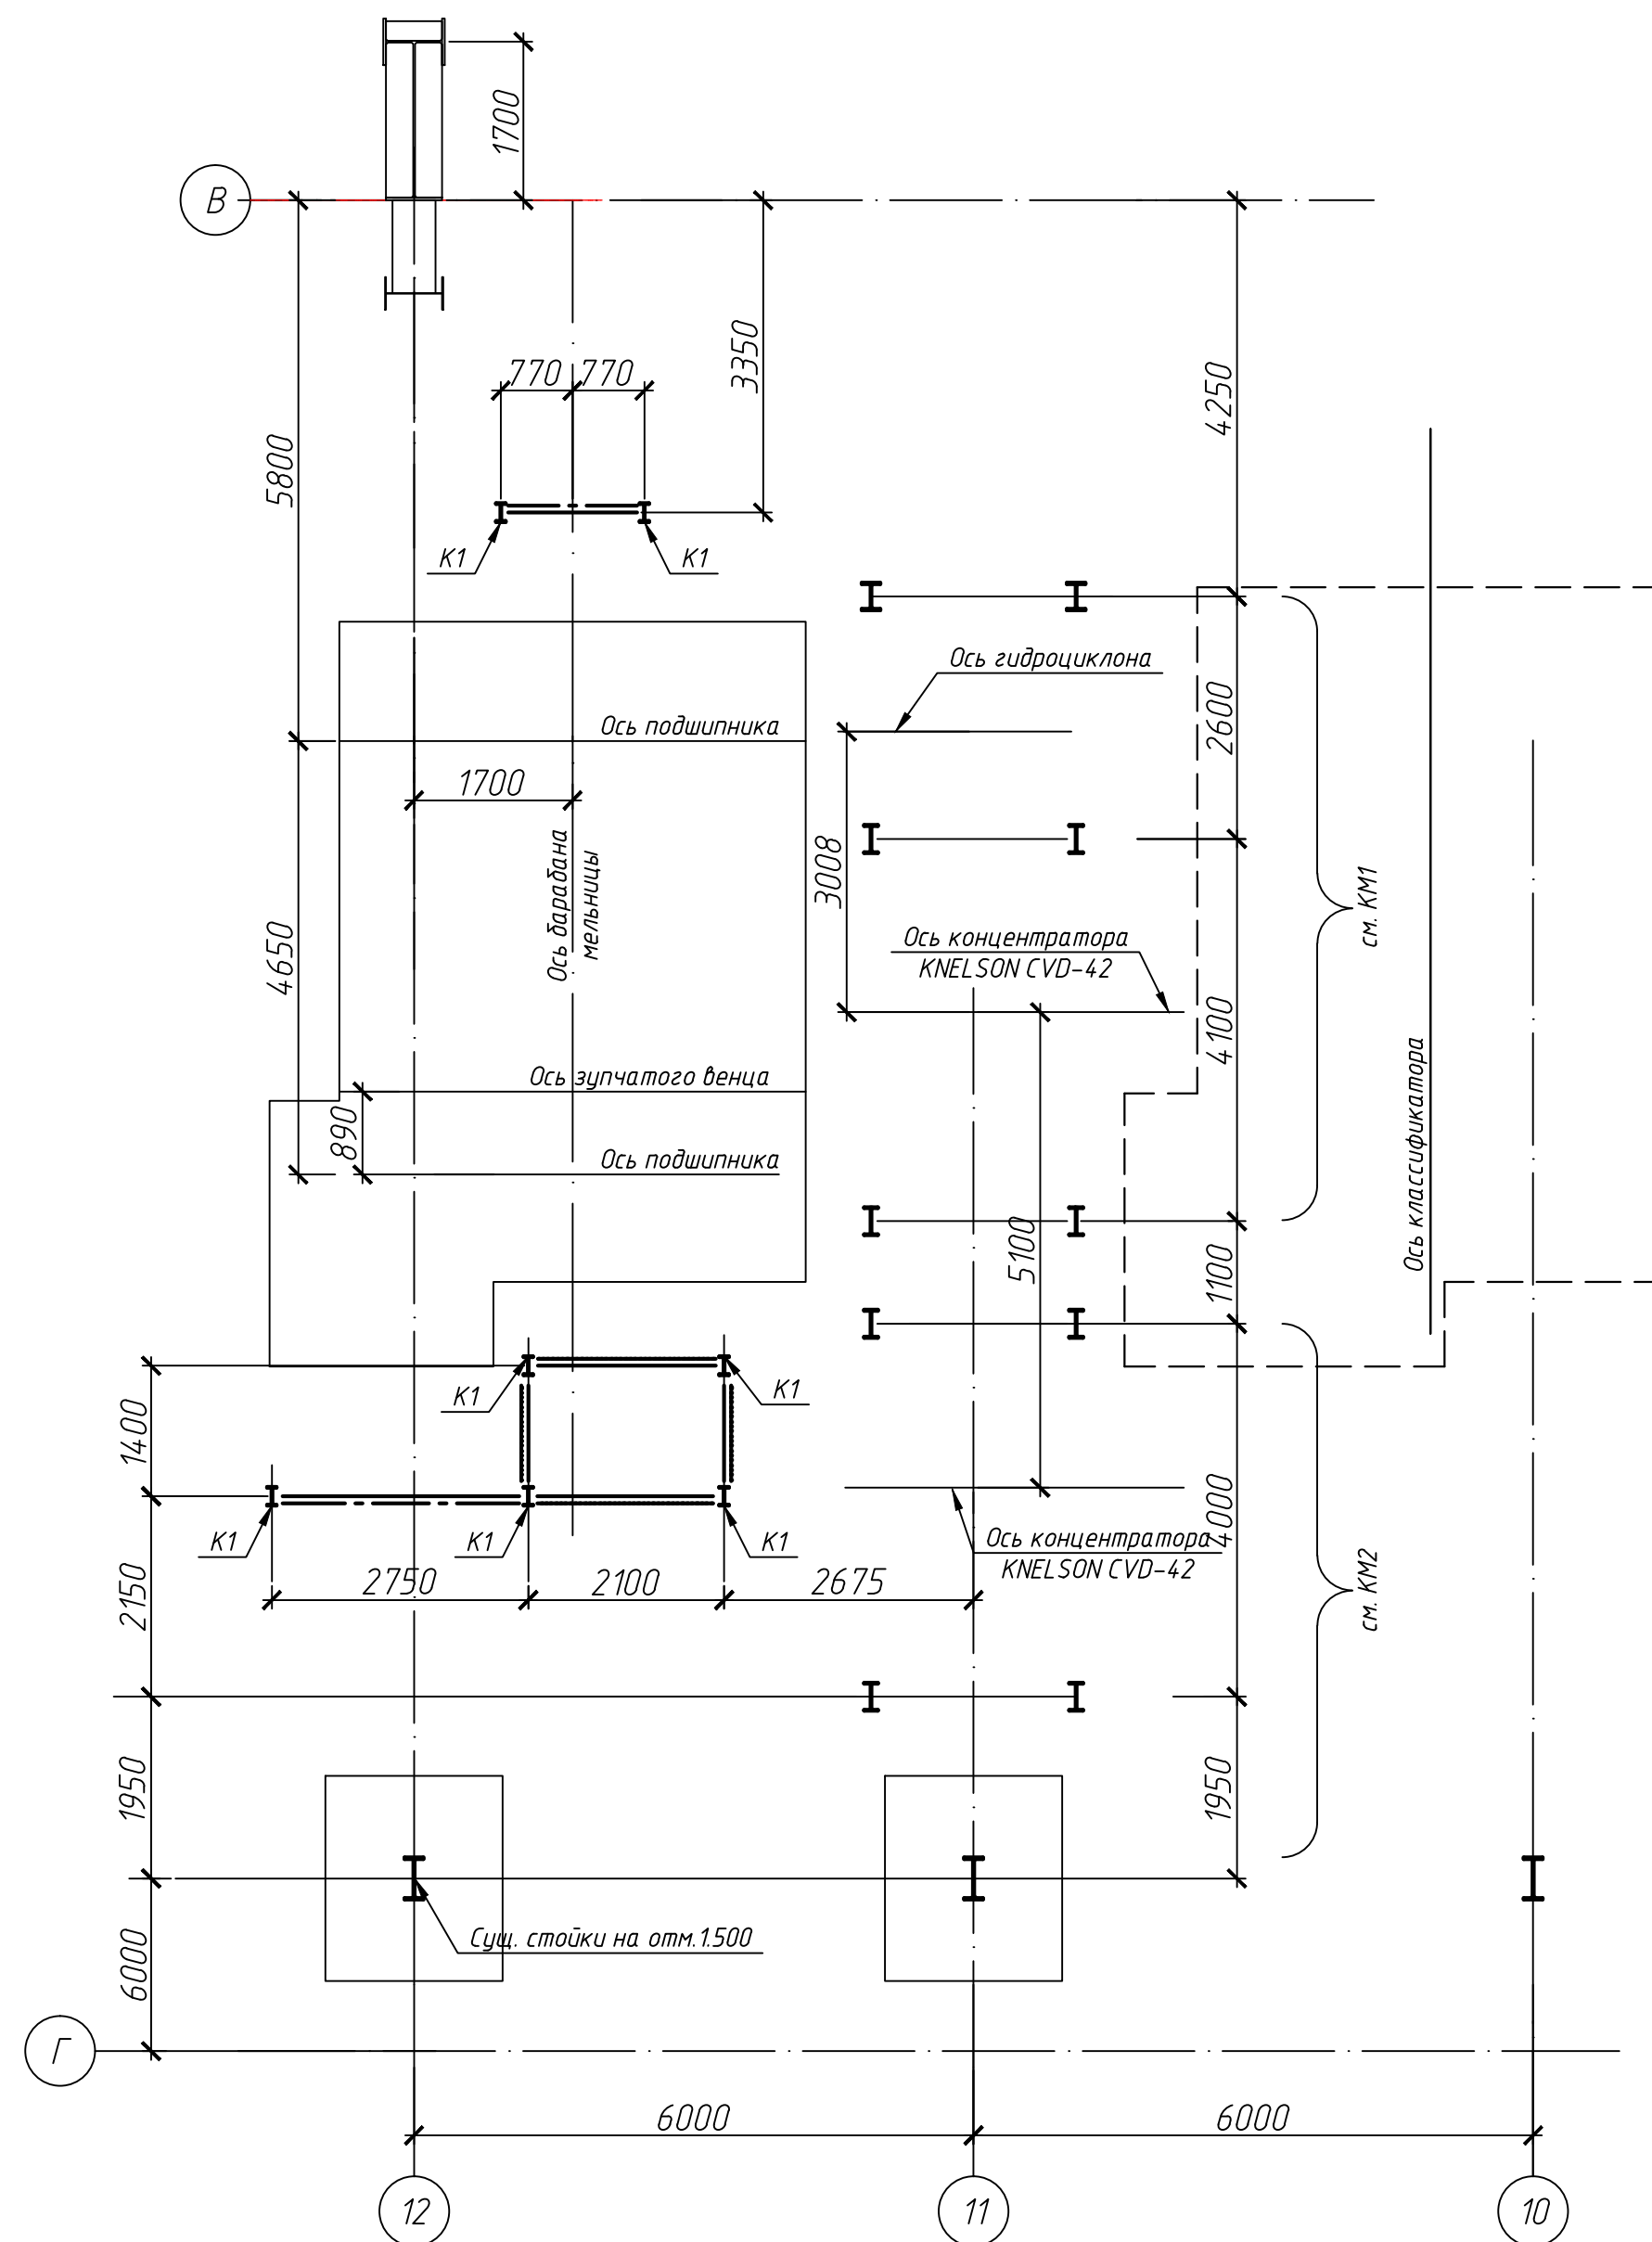 1700
В
770
770
3350
4250
5800
К1
К1
Ось гидроциклона
2600
Ось подшипника
1700
Ось барабана
мельницы
3008
см. КМ1
4650
Ось концентратора
KNELSON CVD-42
4100
Ось зупчатого венца
890
Ось классификатора
Ось подшипника
5100
1100
К1
К1
1400
4000
К1
К1
К1
Ось концентратора
KNELSON CVD-42
2150
2750
2100
2675
см. КМ2
1950
1950
Сущ. стойки на отм.1.500
6000
Г
6000
6000
12
11
10